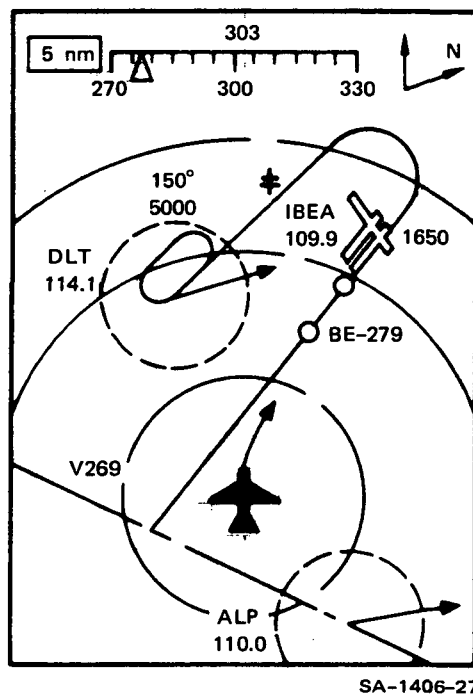 303
5 nm
N
270 300 330
150°
5000
IBEA
109.9
1650
DLT
114.1
BE-279
V269
ALP
110.0
SA-1406-27